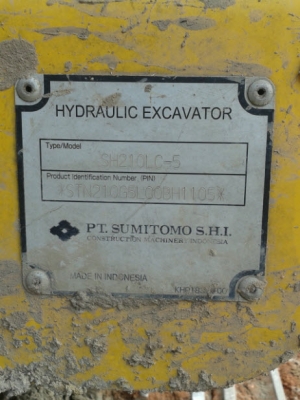 HYDRAULIC EXCAVATOR
Type/Model
SH210LC-5
Product Identification Number (PIN)
PT. SUMITOMO S.H.I.
CONSTRUCTION MACHINERY INDONESIA
MADE IN INDONESIA